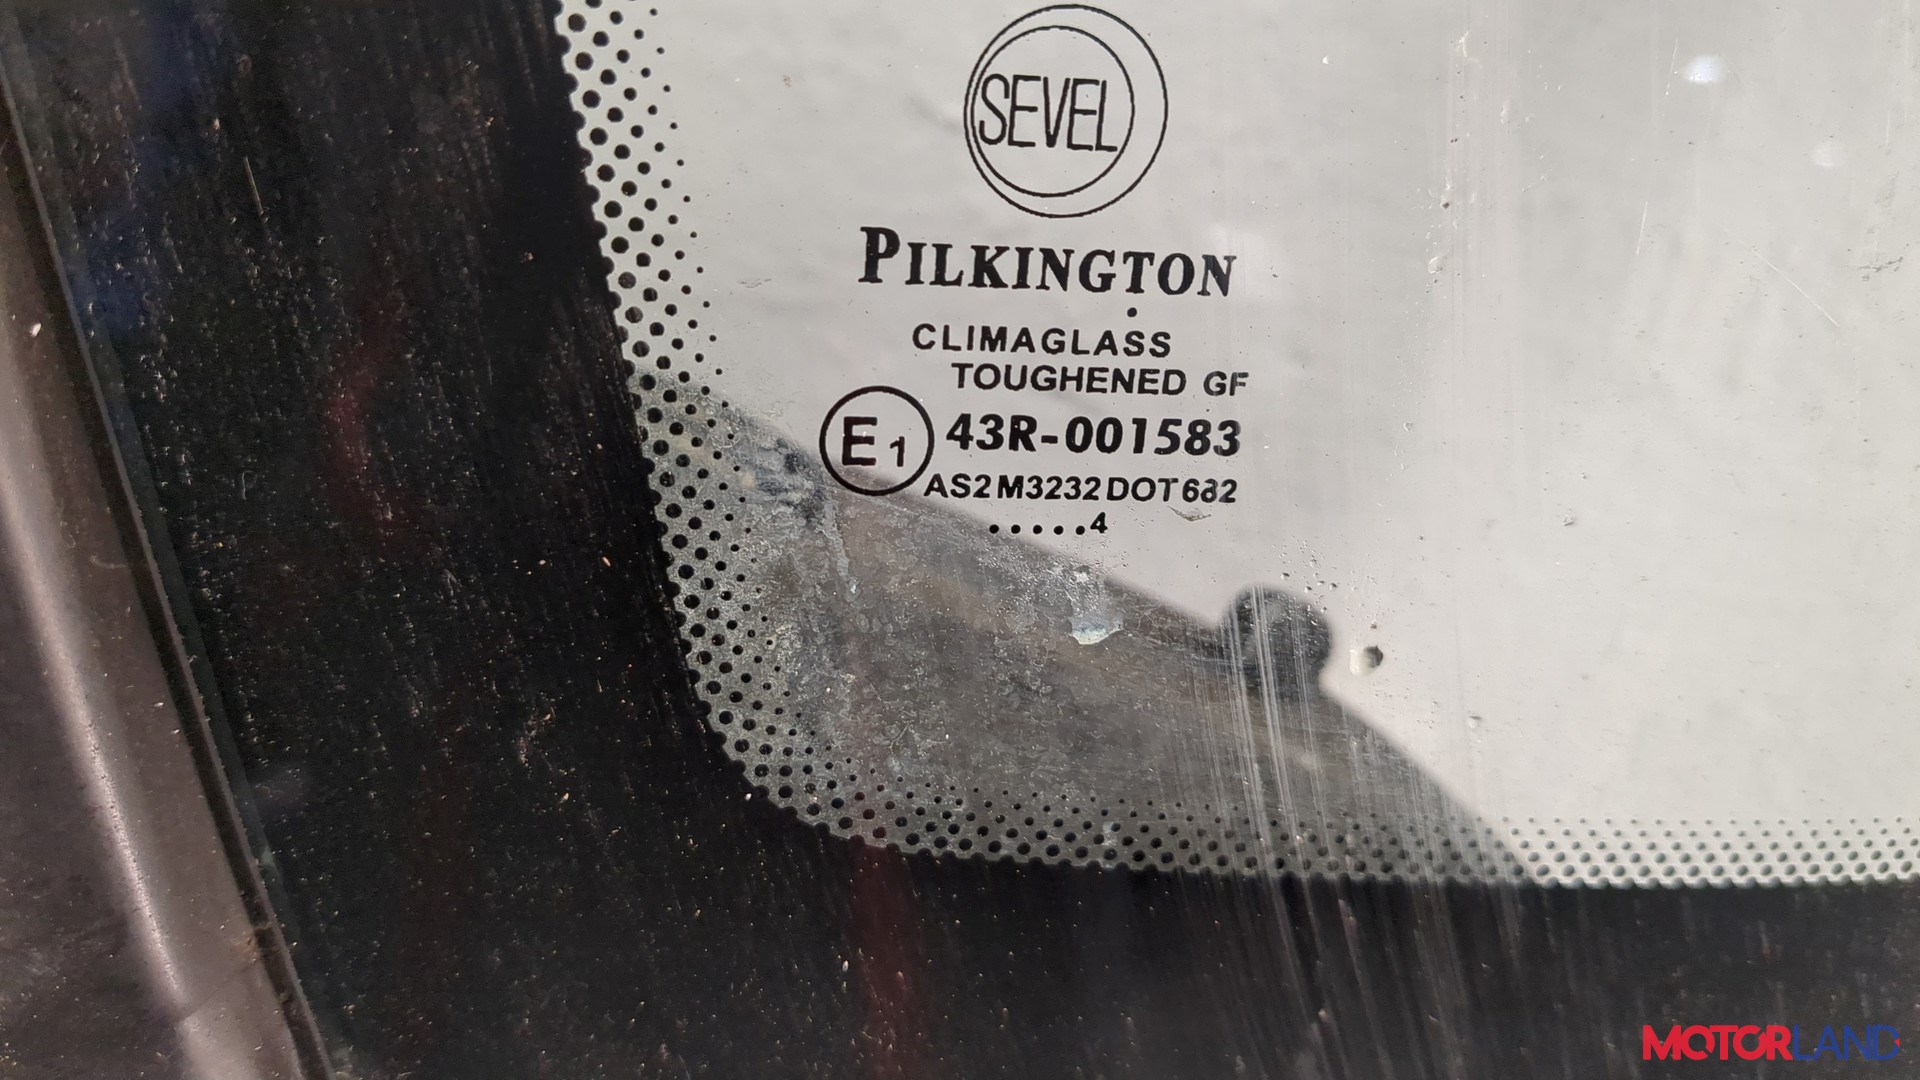 SEVEL
PILKINGTON
CLIMAGLASS
TOUGHENED GF
E1 43R-001583
AS2 M3232 DOT 682
.....4
MOTORLAND